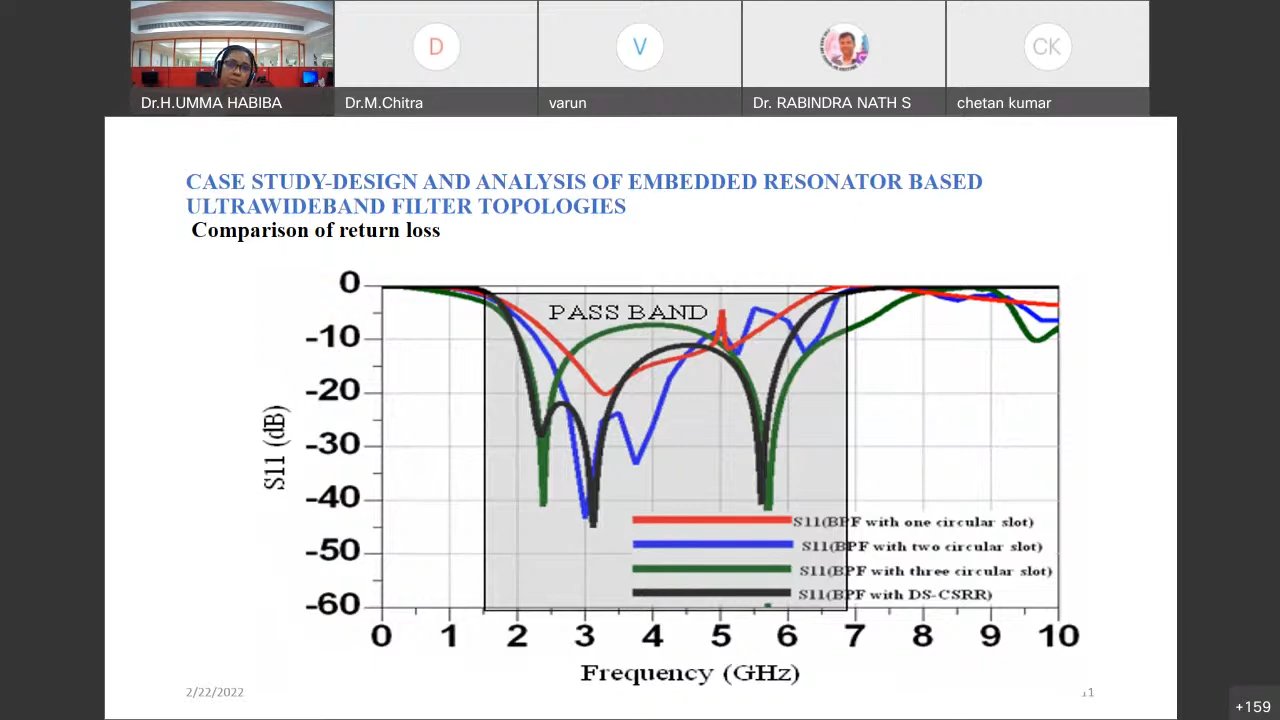 D
V
CK
Dr.H.UMMA HABIBA
Dr.M.Chitra
varun
Dr. RABINDRA NATH S
chetan kumar
CASE STUDY-DESIGN AND ANALYSIS OF EMBEDDED RESONATOR BASED
ULTRAWIDEBAND FILTER TOPOLOGIES
Comparison of return loss
PASS BAND
0
-10
-20
-30
-40
-50
-60
S11 (dB)
S11(BPF with one circular slot)
S11(BPF with two circular slot)
S11(BPF with three circular slot)
S11(BPF with DS-CSRR)
0 1 2 3 4 5 6 7 8 9 10
Frequency (GHz)
2/22/2022
11
+159